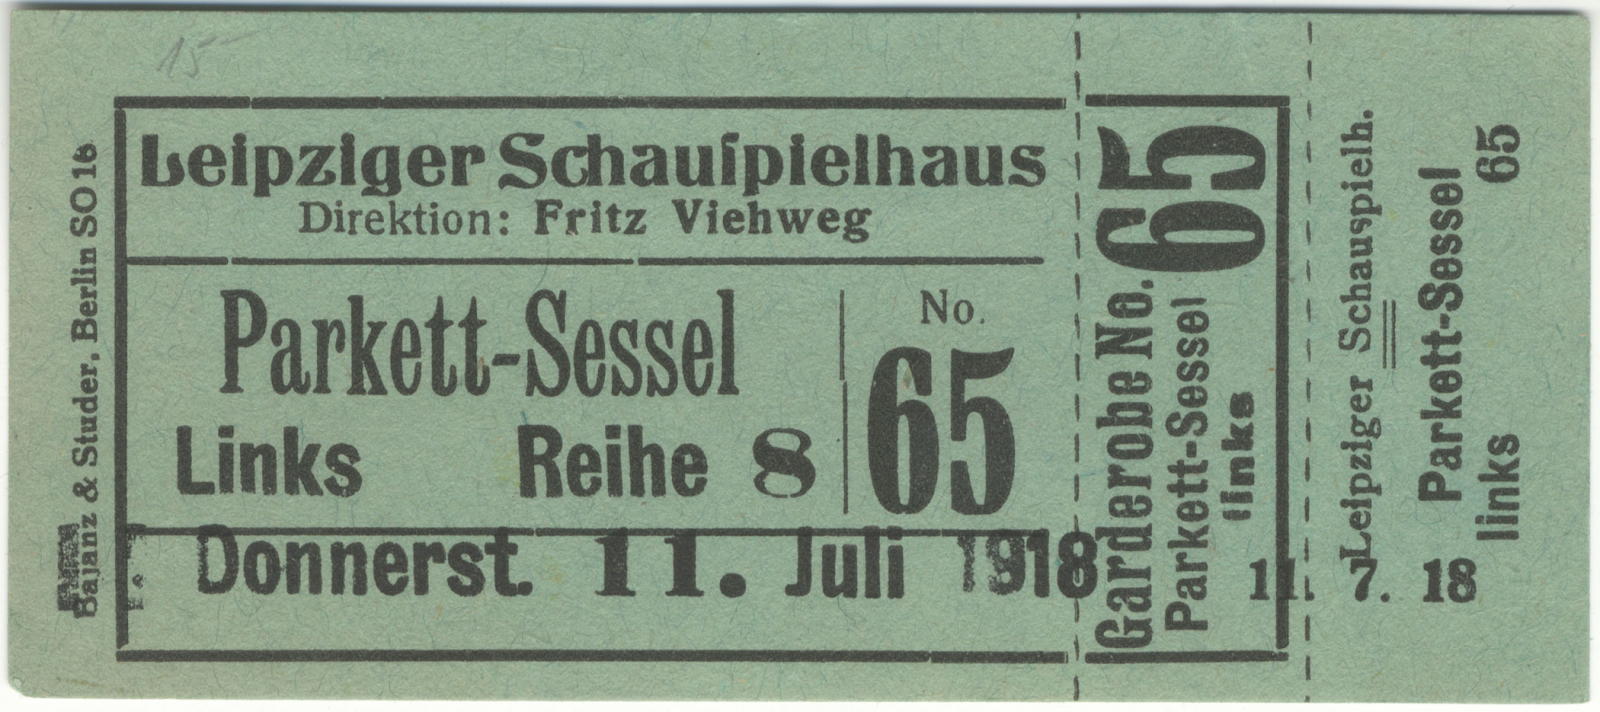 15
Bajanz & Studer, Berlin SO 16
Leipziger Schauſpielhaus
Direktion: Fritz Viehweg
Parkett-Sessel
No.
65
Links Reihe 8
Donnerst. 11. Juli 1918
Garderobe No. 65
Parkett-Sessel
links
11. 7. 18
Leipziger Schauspielh.
Parkett-Sessel
links 65